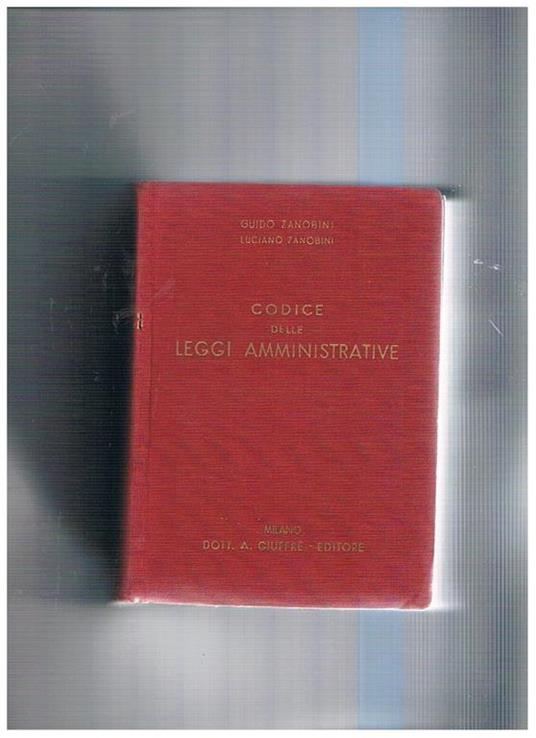 GUIDO ZANOBINI
LUCIANO ZANOBINI
CODICE
DELLE
LEGGI AMMINISTRATIVE
MILANO
DOTT. A. GIUFFRÈ - EDITORE